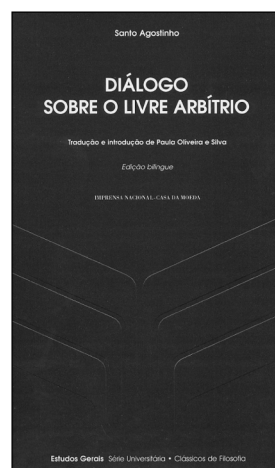 Santo Agostinho
DIÁLOGO
SOBRE O LIVRE ARBÍTRIO
Tradução e introdução de Paula Oliveira e Silva
Edição bilingue
IMPRENSA NACIONAL-CASA DA MOEDA
Estudos Gerais Série Universitária • Clássicos de Filosofia